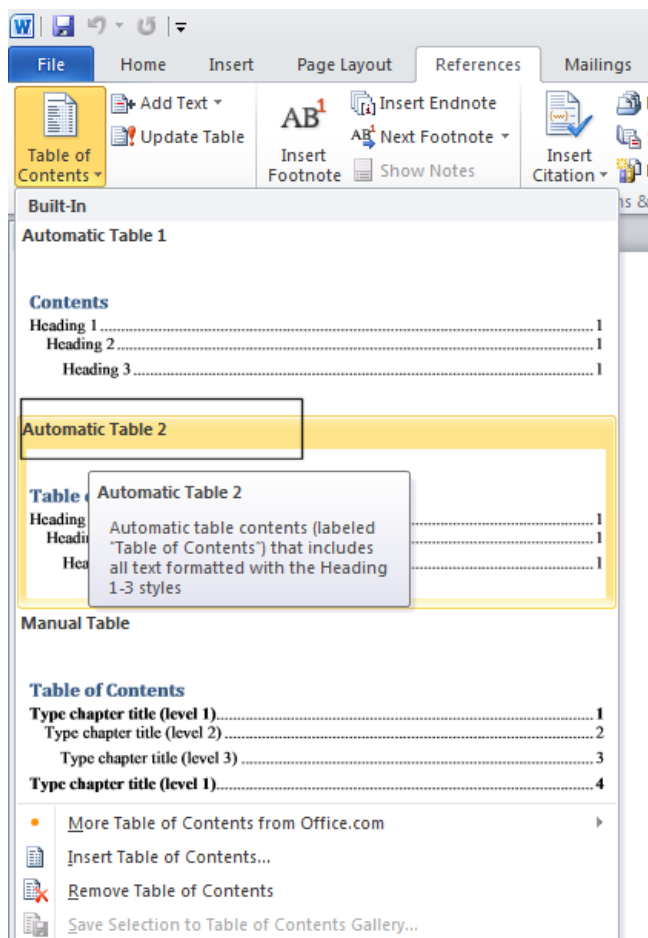 File Home Insert Page Layout References Mailings
Add Text
Update Table
Table of
Contents
AB1
Insert
Footnote
Insert Endnote
Next Footnote
Show Notes
Insert
Citation
Built-In
Automatic Table 1
Contents
Heading 1 1
Heading 2 1
Heading 3 1
Automatic Table 2
Table
Heading 1
1
1
Automatic Table 2
Automatic table contents (labeled
"Table of Contents") that includes
all text formatted with the Heading
1-3 styles
Manual Table
Table of Contents
Type chapter title (level 1) 1
Type chapter title (level 2) 2
Type chapter title (level 3) 3
Type chapter title (level 1) 4
More Table of Contents from Office.com
Insert Table of Contents...
Remove Table of Contents
Save Selection to Table of Contents Gallery...